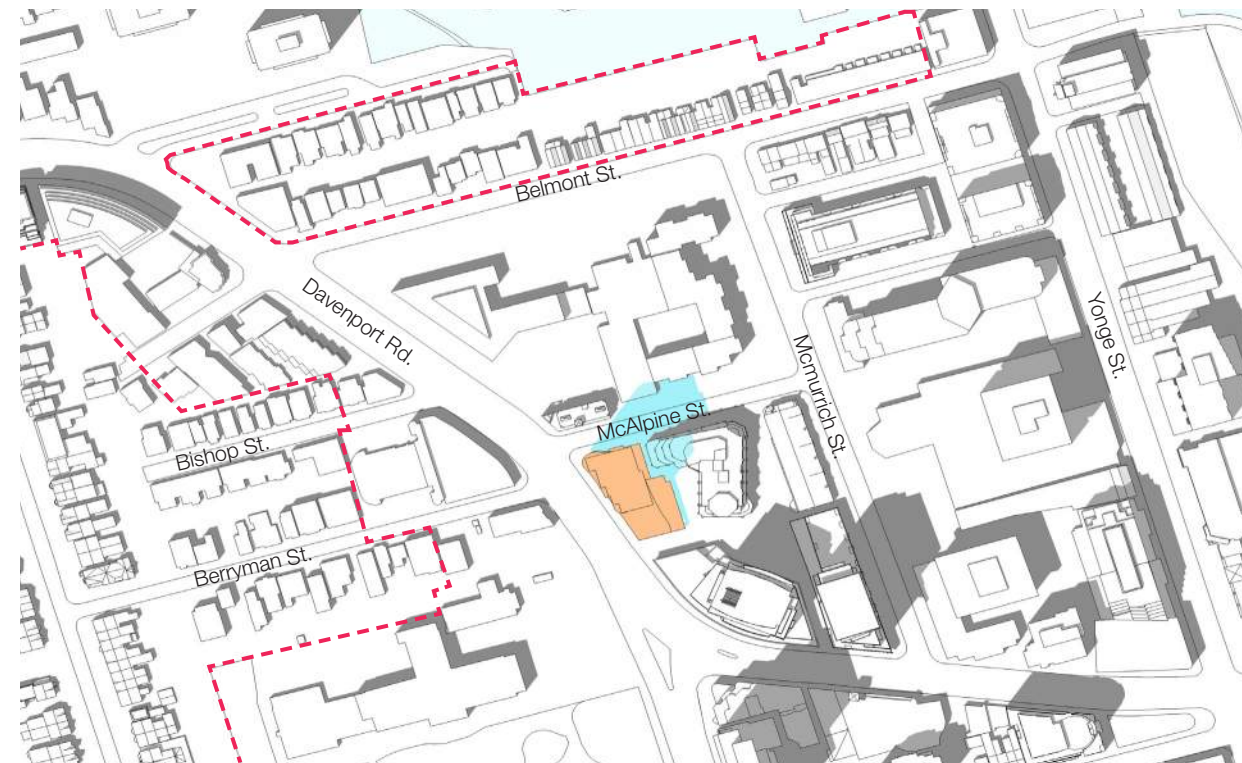 Belmont St.
Davenport Rd.
Yonge St.
Mcmurrich St.
McAlpine St.
Bishop St.
Berryman St.